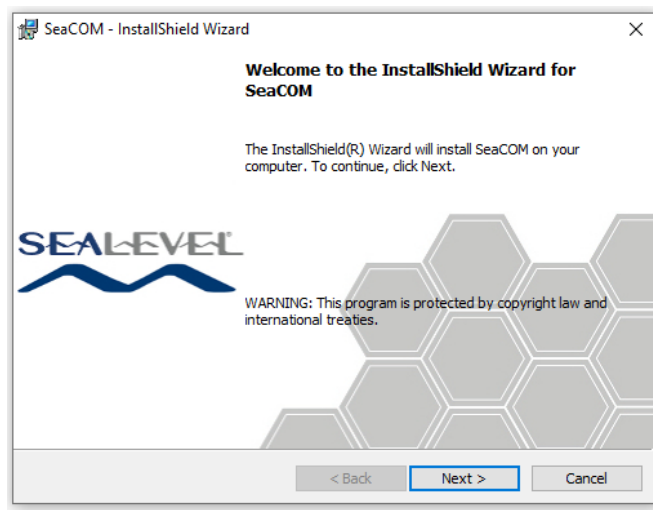 SeaCOM - InstallShield Wizard
Welcome to the InstallShield Wizard for
SeaCOM
The InstallShield(R) Wizard will install SeaCOM on your
computer. To continue, click Next.
SEALEVEL®
WARNING: This program is protected by copyright law and
international treaties.
< Back
Next >
Cancel